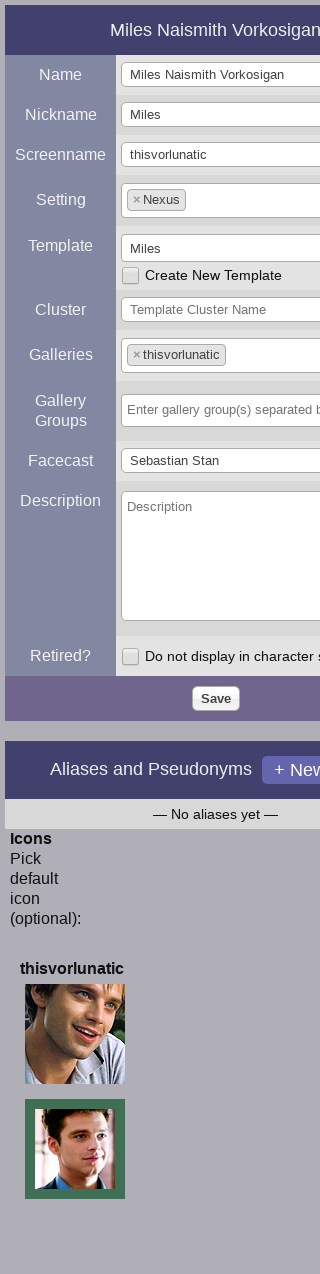 Miles Naismith Vorkosigan
Name
Miles Naismith Vorkosigan
Nickname
Miles
Screenname
thisvorlunatic
Setting
×Nexus
Template
Miles
Create New Template
Cluster
Template Cluster Name
Galleries
×thisvorlunatic
Gallery
Groups
Enter gallery group(s) separated b
Facecast
Sebastian Stan
Description
Description
Retired?
Do not display in character s
Save
Aliases and Pseudonyms
+ New
— No aliases yet —
Icons
Pick
default
icon
(optional):
thisvorlunatic